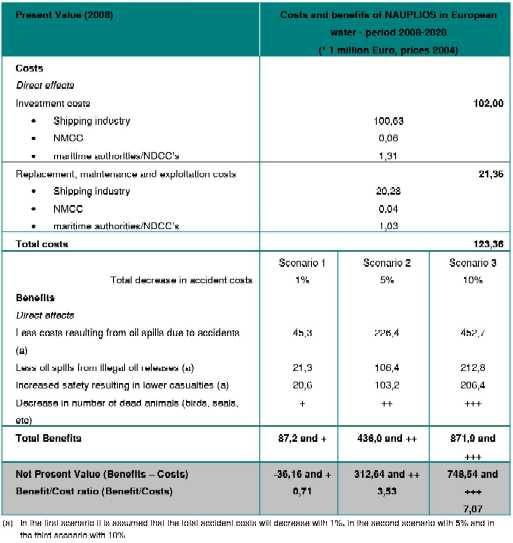 Present Value (2008)
Costs and benefits of NAUPLIOS in European
water - period 2008-2020
(* 1 million Euro, prices 2004)
Costs
Direct effects
Investment costs 102,00
• Shipping industry 100,63
• NMCC 0,06
• maritime authorities/NDCC's 1,31
Replacement, maintenance and exploitation costs 21,35
• Shipping industry 20,28
• NMCC 0,04
• maritime authorities/NDCC's 1,03
Total costs 123,36
Scenario 1 Scenario 2 Scenario 3
Total decrease in accident costs 1% 5% 10%
Benefits
Direct effects
Less costs resulting from oil spills due to accidents 45,3 226,4 452,7
(a)
Less oil spills from illegal oil releases (a) 21,3 106,4 212,8
Increased safety resulting in lower casualties (a) 20,6 103,2 206,4
Decrease in number of dead animals (birds, seals, + ++ +++
etc)
Total Benefits 87,2 and + 436,0 and ++ 871,9 and
+++
Net Present Value (Benefits – Costs) -36,16 and + 312,64 and ++ 748,54 and
Benefit/Cost ratio (Benefit/Costs) 0,71 3,53 +++
7,07
(a) In the first scenario it is assumed that the total accident costs will decrease with 1%, in the second scenario with 5% and in
the third scenario with 10%